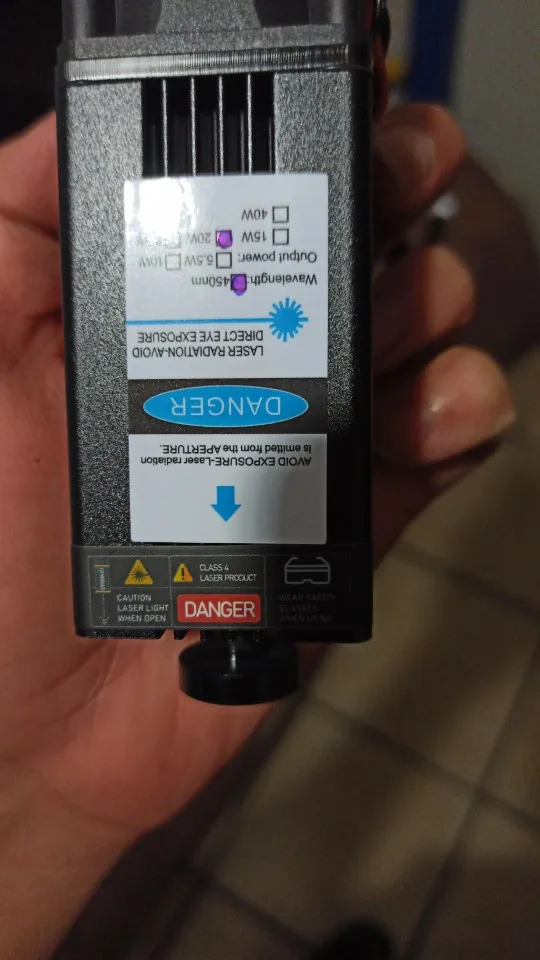 AVOID EXPOSURE-Laser radiation
is emitted from the APERTURE.
DANGER
LASER RADIATION-AVOID
DIRECT EYE EXPOSURE
Wavelength: 450nm
Output power: 5.5W 10W
15W 20W
40W
CAUTION
LASER LIGHT
WHEN OPEN
CLASS 4
LASER PRODUCT
DANGER
WEAR SAFETY
GLASSES
WHEN USING